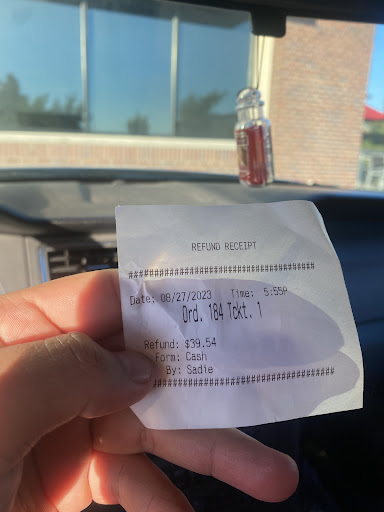 REFUND RECEIPT
####################################
Date: 08/27/2023 Time: 5:55P
Ord. 184 Tckt. 1
Refund: $39.54
Form: Cash
By: Sadie
####################################